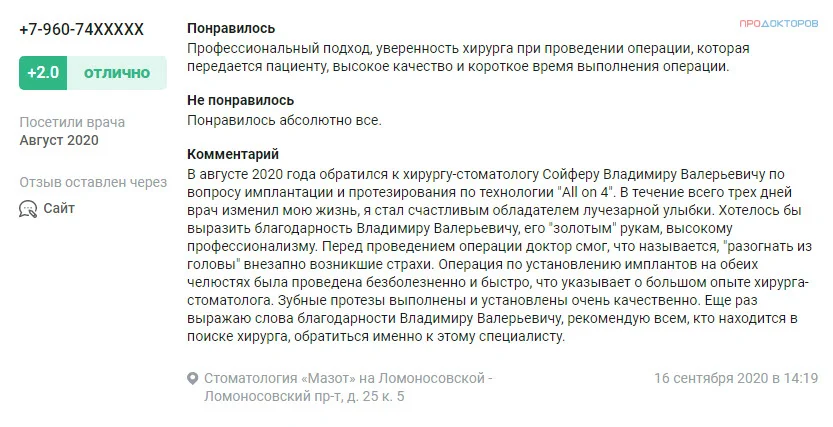 +7-960-74XXXXX
+2.0 отлично
Посетили врача
Август 2020
Отзыв оставлен через
Сайт
ПРОДОКТОРОВ
Понравилось
Профессиональный подход, уверенность хирурга при проведении операции, которая
передается пациенту, высокое качество и короткое время выполнения операции.
Не понравилось
Понравилось абсолютно все.
Комментарий
В августе 2020 года обратился к хирургу-стоматологу Сойферу Владимиру Валерьевичу по
вопросу имплантации и протезирования по технологии "All on 4". В течение всего трех дней
врач изменил мою жизнь, я стал счастливым обладателем лучезарной улыбки. Хотелось бы
выразить благодарность Владимиру Валерьевичу, его "золотым" рукам, высокому
профессионализму. Перед проведением операции доктор смог, что называется, "разогнать из
головы" внезапно возникшие страхи. Операция по установлению имплантов на обеих
челюстях была проведена безболезненно и быстро, что указывает о большом опыте хирурга-
стоматолога. Зубные протезы выполнены и установлены очень качественно. Еще раз
выражаю слова благодарности Владимиру Валерьевичу, рекомендую всем, кто находится в
поиске хирурга, обратиться именно к этому специалисту.
Стоматология «Мазот» на Ломоносовской -
Ломоносовский пр-т, д. 25 к. 5
16 сентября 2020 в 14:19